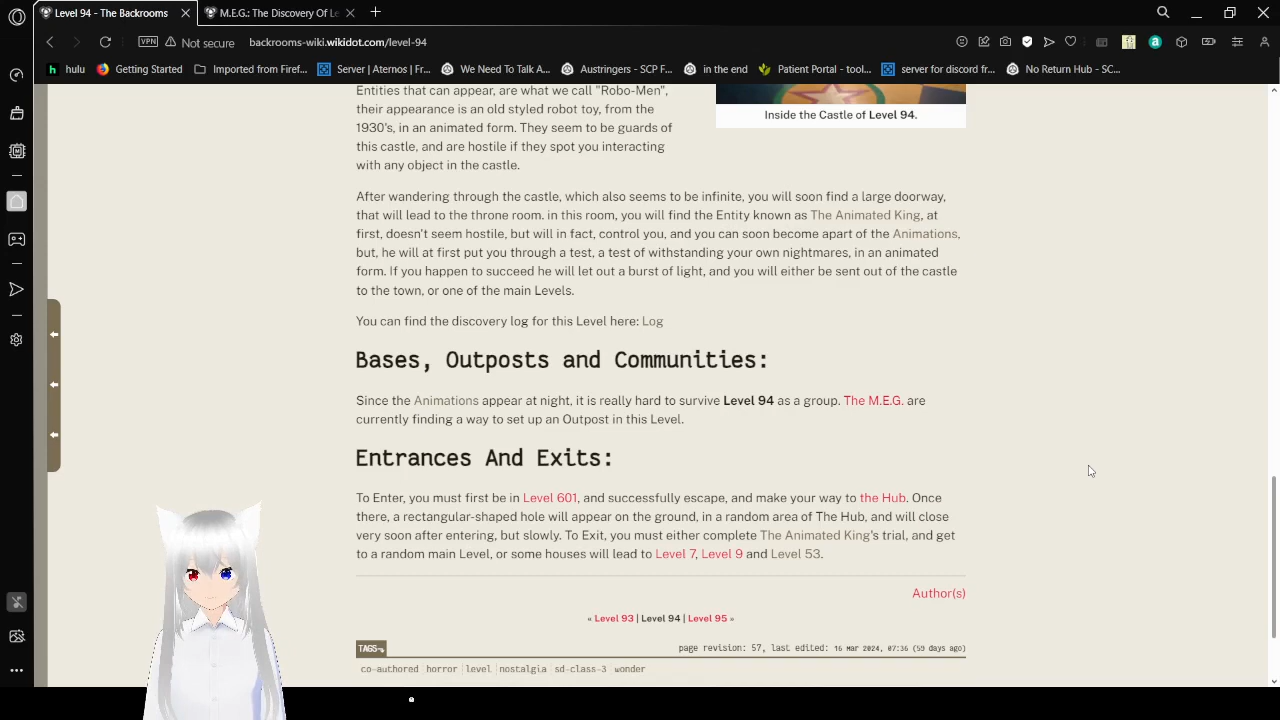 Level 94 - The Backrooms
M.E.G.: The Discovery Of Le
VPN
Not secure
backrooms-wiki.wikidot.com/level-94
hulu
Getting Started
Imported from Firef...
Server | Aternos | Fr...
We Need To Talk A...
Austringers - SCP F...
in the end
Patient Portal - tool...
server for discord fr...
No Return Hub - SC...
Entities that can appear, are what we call "Robo-Men",
their appearance is an old styled robot toy, from the
1930's, in an animated form. They seem to be guards of
this castle, and are hostile if they spot you interacting
with any object in the castle.
Inside the Castle of Level 94.
After wandering through the castle, which also seems to be infinite, you will soon find a large doorway,
that will lead to the throne room. in this room, you will find the Entity known as The Animated King, at
first, doesn't seem hostile, but will in fact, control you, and you can soon become apart of the Animations,
but, he will at first put you through a test, a test of withstanding your own nightmares, in an animated
form. If you happen to succeed he will let out a burst of light, and you will either be sent out of the castle
to the town, or one of the main Levels.
You can find the discovery log for this Level here: Log
Bases, Outposts and Communities:
Since the Animations appear at night, it is really hard to survive Level 94 as a group. The M.E.G. are
currently finding a way to set up an Outpost in this Level.
Entrances And Exits:
To Enter, you must first be in Level 601, and successfully escape, and make your way to the Hub. Once
there, a rectangular-shaped hole will appear on the ground, in a random area of The Hub, and will close
very soon after entering, but slowly. To Exit, you must either complete The Animated King's trial, and get
to a random main Level, or some houses will lead to Level 7, Level 9 and Level 53.
Author(s)
« Level 93 | Level 94 | Level 95 »
TAGS
page revision: 57, last edited: 16 Mar 2024, 07:36 (59 days ago)
co-authored horror level nostalgia sd-class-3 wonder